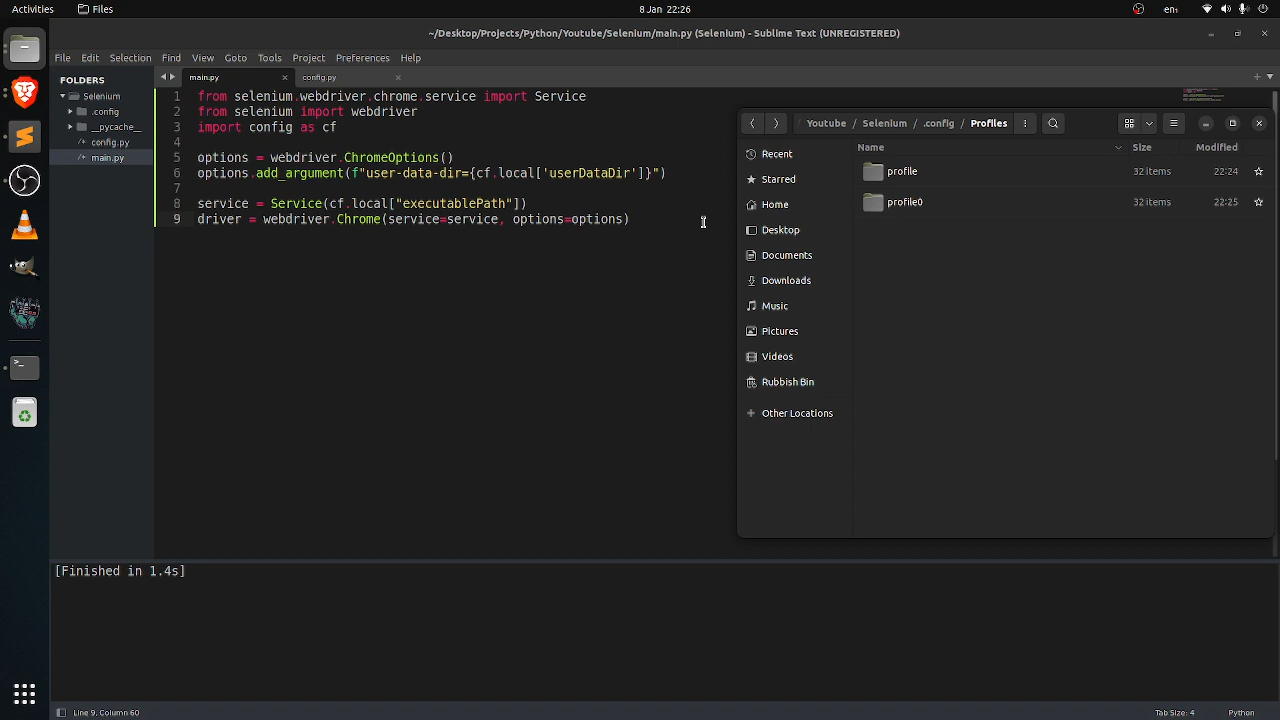 Activities
Files
8 Jan 22:26
en₁
~/Desktop/Projects/Python/Youtube/Selenium/main.py (Selenium) - Sublime Text (UNREGISTERED)
File Edit Selection Find View Goto Tools Project Preferences Help
FOLDERS
Selenium
.config
__pycache__
config.py
main.py
main.py
config.py
1 from selenium.webdriver.chrome.service import Service
2 from selenium import webdriver
3 import config as cf
4
5 options = webdriver.ChromeOptions()
6 options.add_argument(f"user-data-dir={cf.local['userDataDir']}")
7
8 service = Service(cf.local["executablePath"])
9 driver = webdriver.Chrome(service=service, options=options)
Youtube / Selenium / .config / Profiles
Recent
Starred
Home
Desktop
Documents
Downloads
Music
Pictures
Videos
Rubbish Bin
Other Locations
Name Size Modified
profile 32 items 22:24
profile0 32 items 22:25
[Finished in 1.4s]
Line 9, Column 60
Tab Size: 4
Python